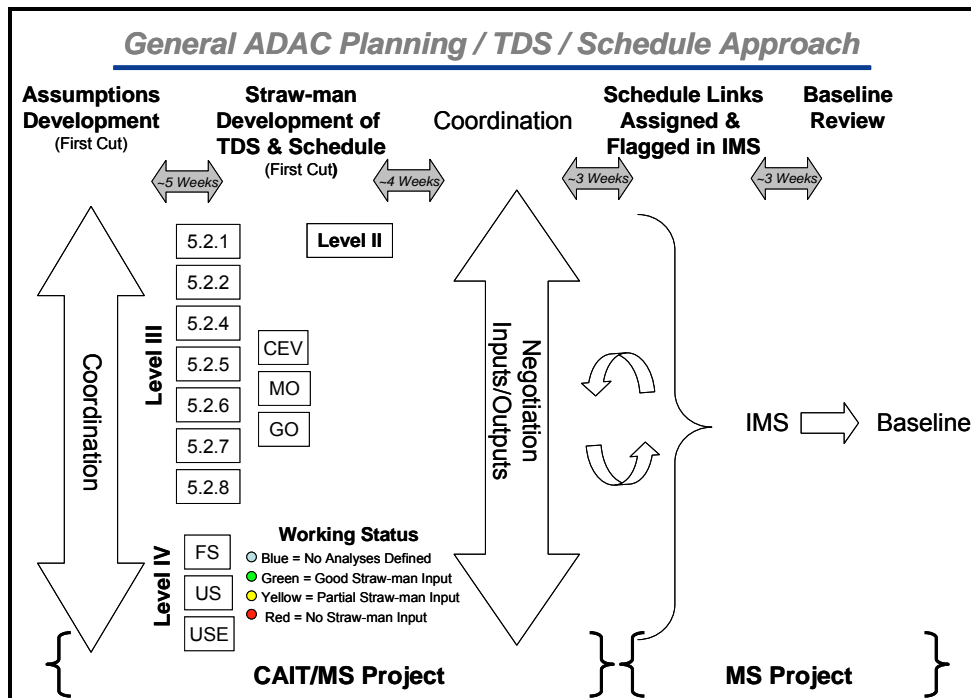 General ADAC Planning / TDS / Schedule Approach
Assumptions
Development
(First Cut)
Straw-man
Development of
TDS & Schedule
(First Cut)
Coordination
Schedule Links
Assigned &
Flagged in IMS
Baseline
Review
~5 Weeks
~4 Weeks
~3 Weeks
~3 Weeks
Coordination
Level III
5.2.1
5.2.2
5.2.4
5.2.5
5.2.6
5.2.7
5.2.8
Level II
CEV
MO
GO
Negotiation
Inputs/Outputs
IMS
Baseline
Level IV
FS
US
USE
Working Status
Blue = No Analyses Defined
Green = Good Straw-man Input
Yellow = Partial Straw-man Input
Red = No Straw-man Input
{ CAIT/MS Project }
{ MS Project }